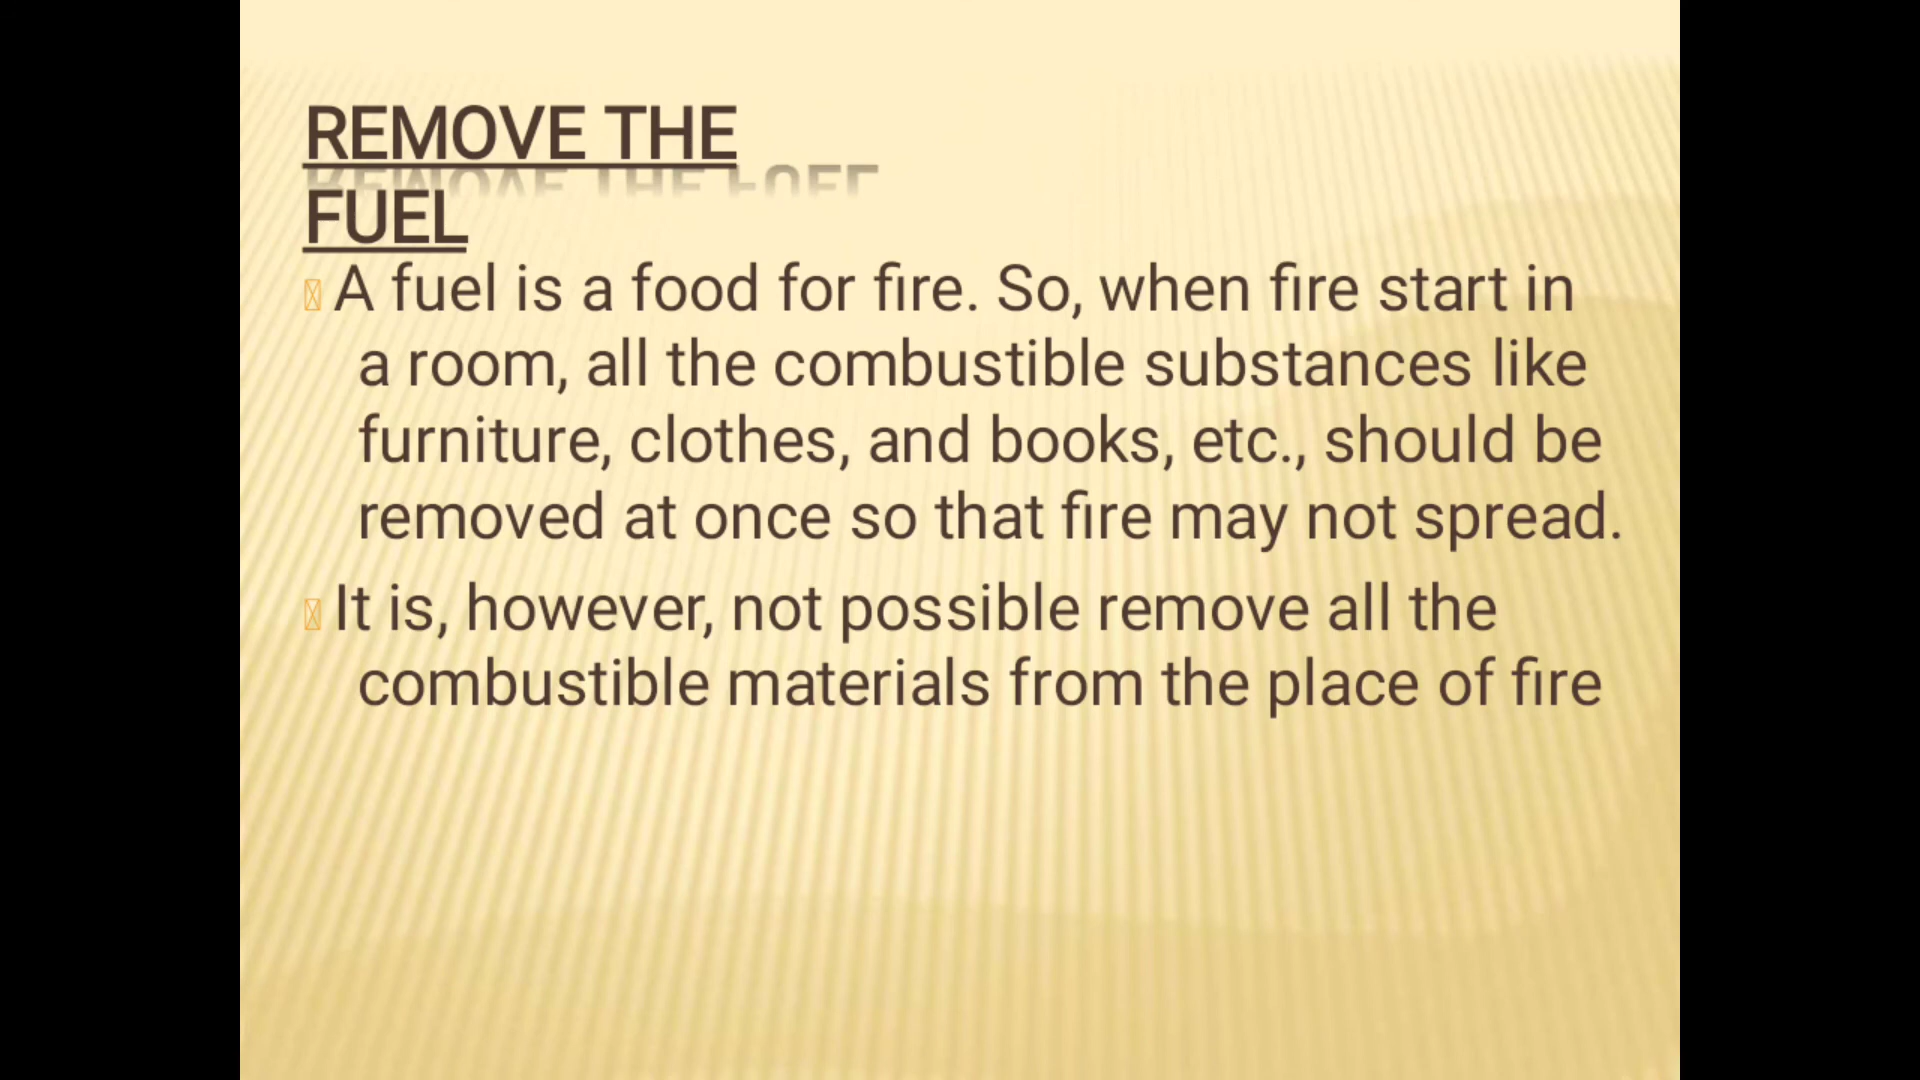 REMOVE THE
FUEL
A fuel is a food for fire. So, when fire start in
a room, all the combustible substances like
furniture, clothes, and books, etc., should be
removed at once so that fire may not spread.
It is, however, not possible remove all the
combustible materials from the place of fire